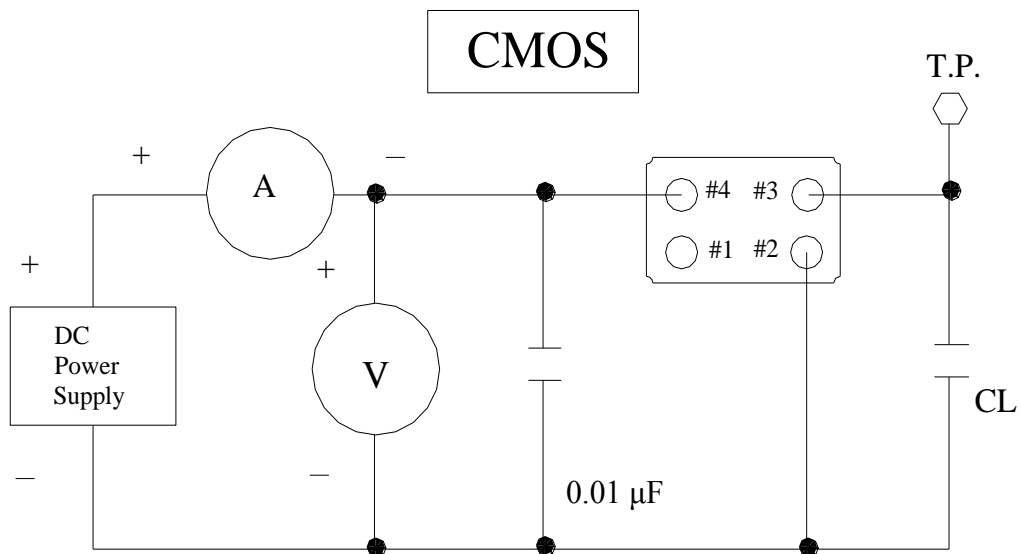 CMOS
T.P.
+
A
–
#4 #3
#1 #2
+
+
DC
Power
Supply
V
CL
–
–
0.01 μF